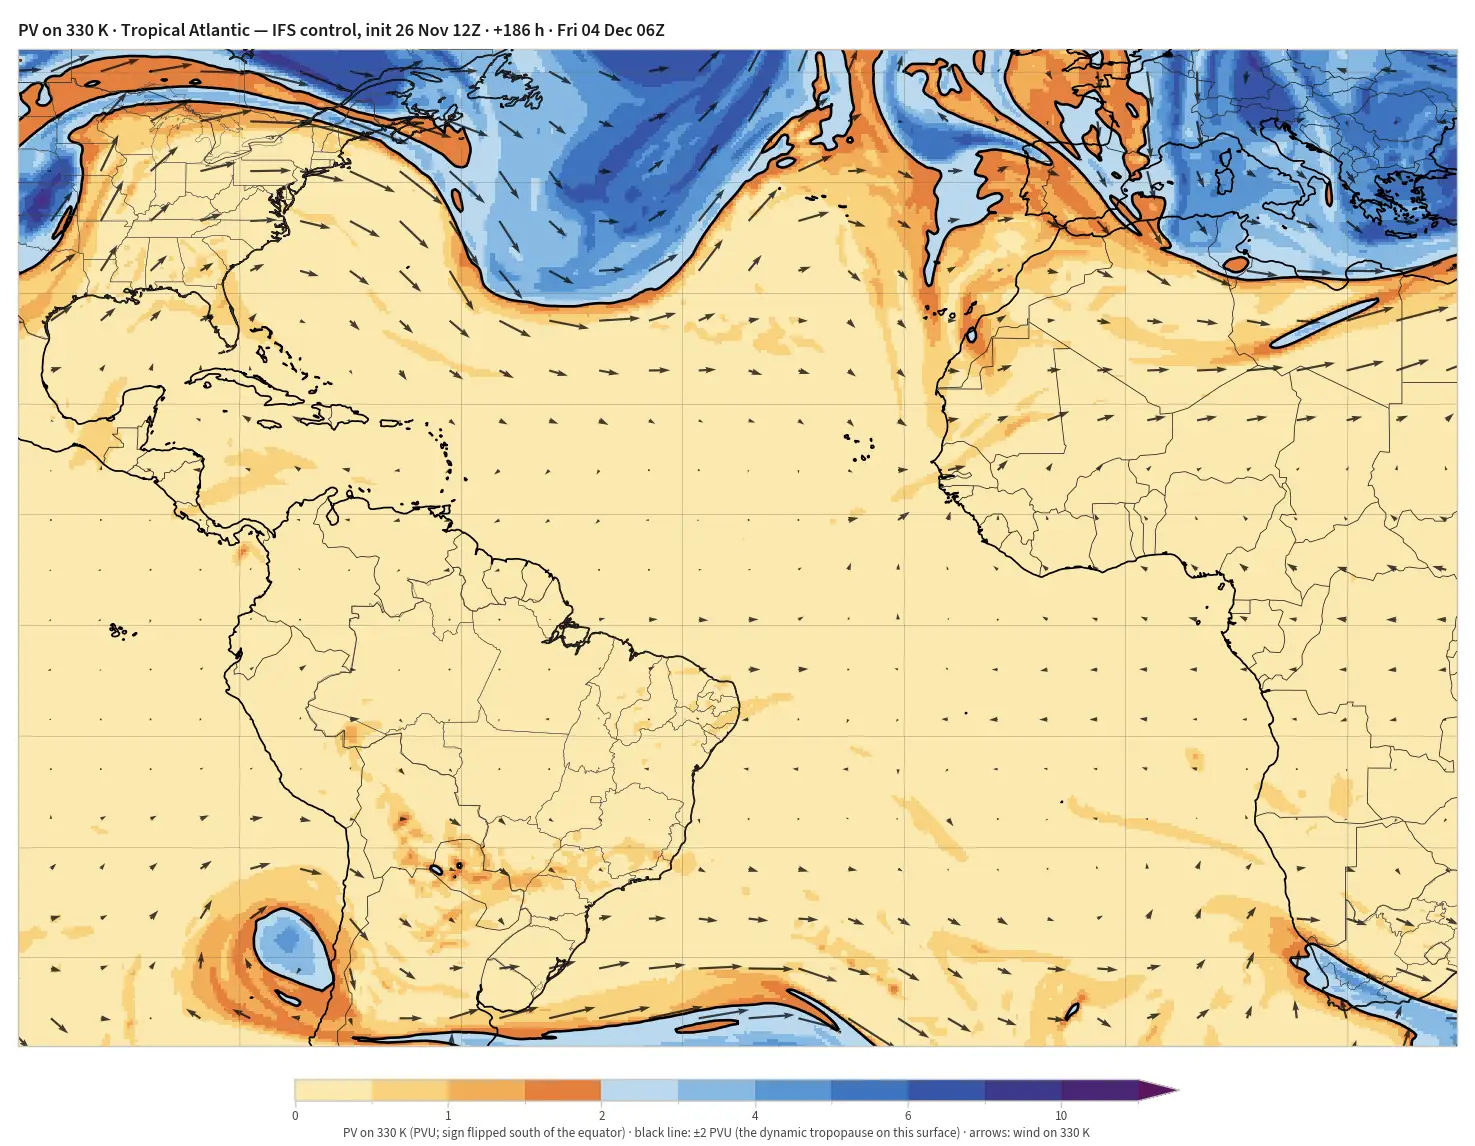 PV on 330 K · Tropical Atlantic — IFS control, init 26 Nov 12Z · +186 h · Fri 04 Dec 06Z
0 1 2 4 6 10
PV on 330 K (PVU; sign flipped south of the equator) · black line: ±2 PVU (the dynamic tropopause on this surface) · arrows: wind on 330 K